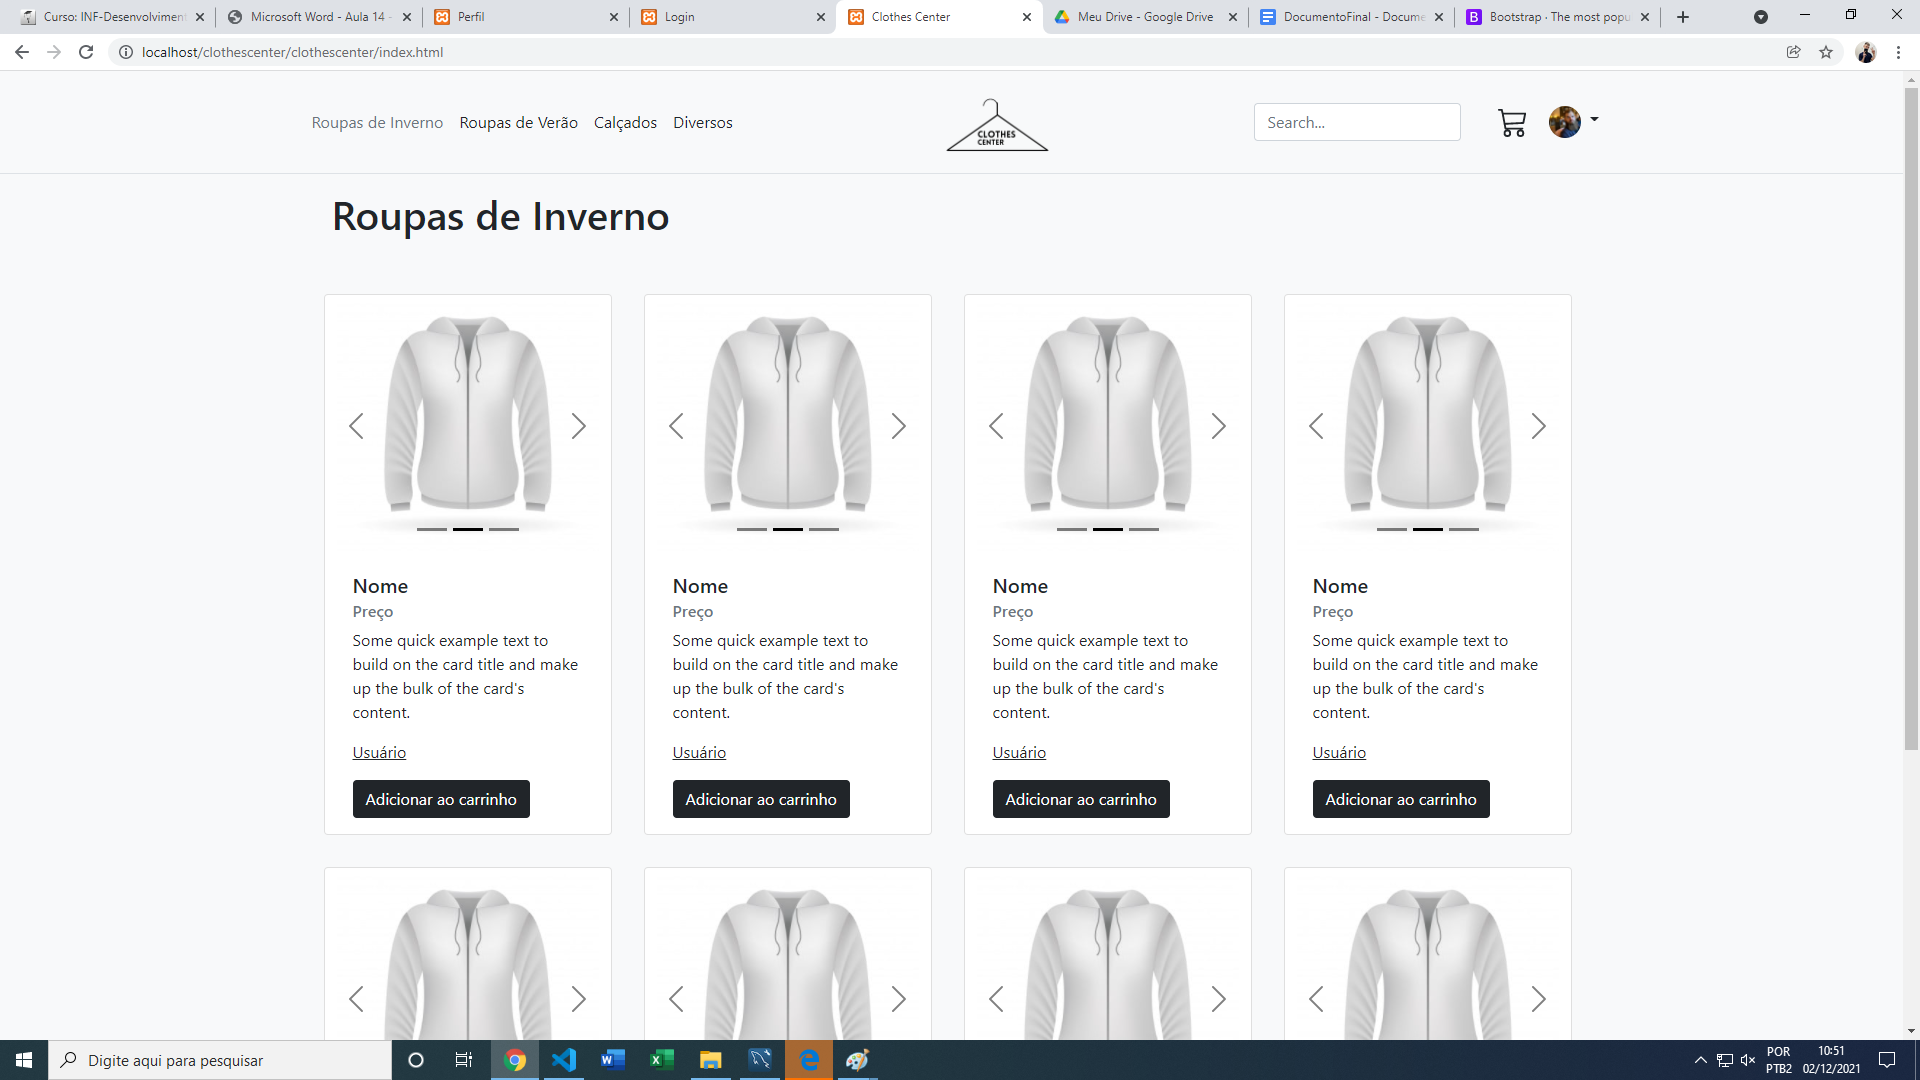 Curso: INF-Desenvolviment
Microsoft Word - Aula 14 -
Perfil
Login
Clothes Center
Meu Drive - Google Drive
DocumentoFinal - Docume
Bootstrap · The most popu
localhost/clothescenter/clothescenter/index.html
Roupas de Inverno Roupas de Verão Calçados Diversos
CLOTHES
CENTER
Search...
Roupas de Inverno
Nome
Preço
Some quick example text to
build on the card title and make
up the bulk of the card's
content.
Usuário
Adicionar ao carrinho
Nome
Preço
Some quick example text to
build on the card title and make
up the bulk of the card's
content.
Usuário
Adicionar ao carrinho
Nome
Preço
Some quick example text to
build on the card title and make
up the bulk of the card's
content.
Usuário
Adicionar ao carrinho
Nome
Preço
Some quick example text to
build on the card title and make
up the bulk of the card's
content.
Usuário
Adicionar ao carrinho
Digite aqui para pesquisar
POR
PTB2
10:51
02/12/2021